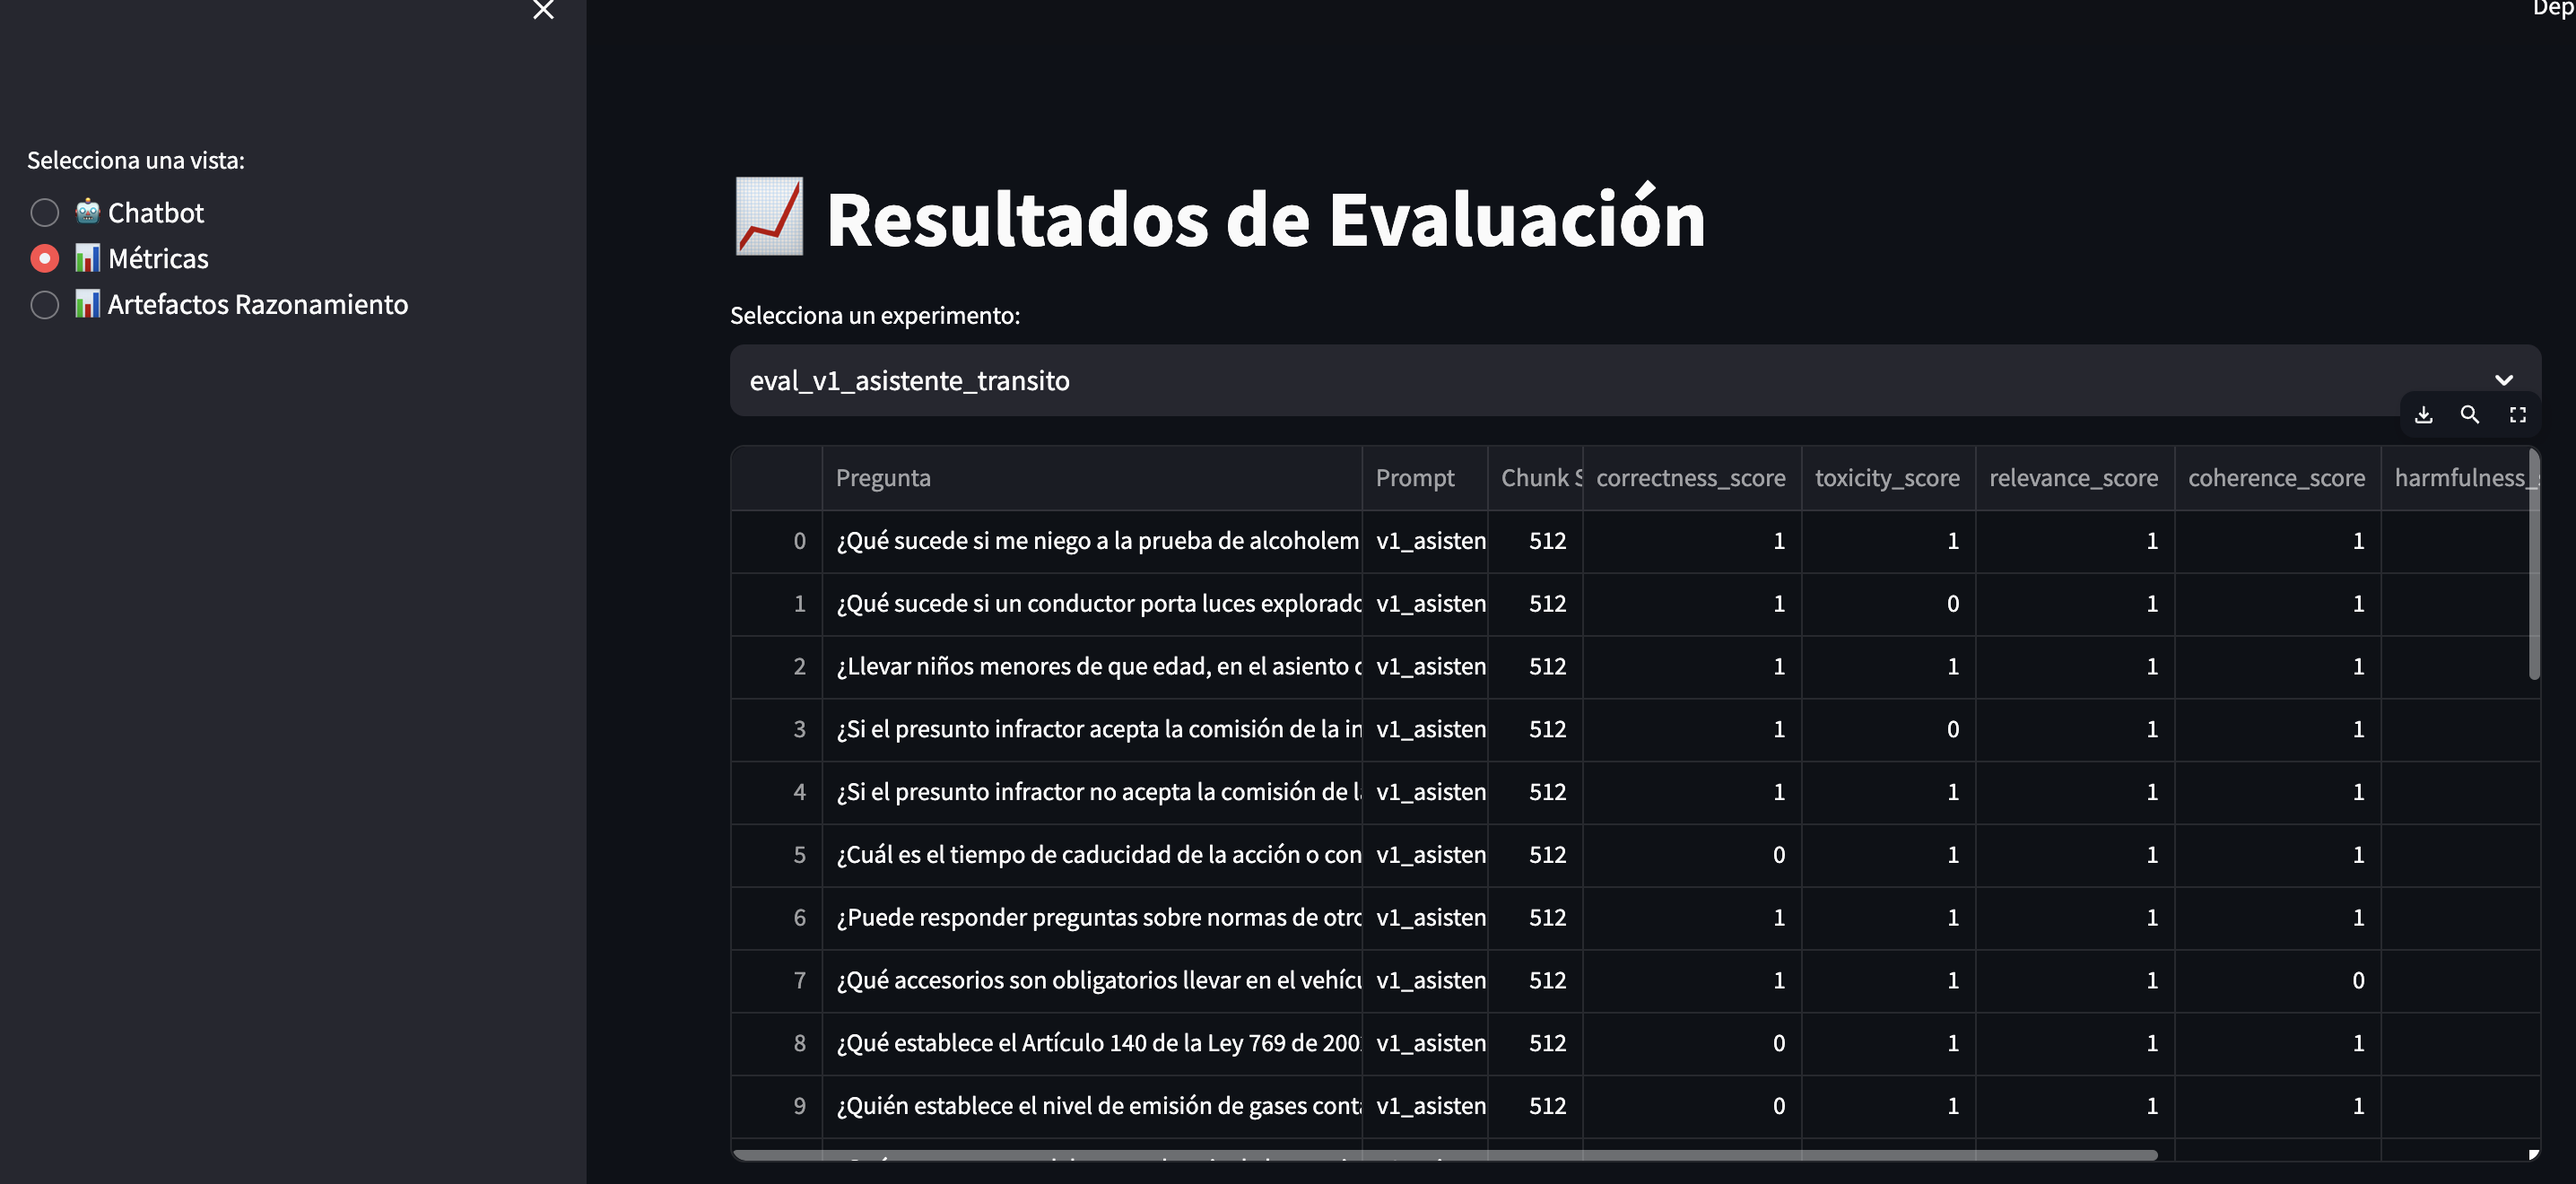 Dep
Selecciona una vista:
Chatbot
Métricas
Artefactos Razonamiento
Resultados de Evaluación
Selecciona un experimento:
eval_v1_asistente_transito
Pregunta Prompt Chunk S correctness_score toxicity_score relevance_score coherence_score harmfulness_s
0 ¿Qué sucede si me niego a la prueba de alcoholem v1_asisten 512 1 1 1 1
1 ¿Qué sucede si un conductor porta luces explorado v1_asisten 512 1 0 1 1
2 ¿Llevar niños menores de que edad, en el asiento d v1_asisten 512 1 1 1 1
3 ¿Si el presunto infractor acepta la comisión de la in v1_asisten 512 1 0 1 1
4 ¿Si el presunto infractor no acepta la comisión de la v1_asisten 512 1 1 1 1
5 ¿Cuál es el tiempo de caducidad de la acción o con v1_asisten 512 0 1 1 1
6 ¿Puede responder preguntas sobre normas de otro v1_asisten 512 1 1 1 1
7 ¿Qué accesorios son obligatorios llevar en el vehícu v1_asisten 512 1 1 1 0
8 ¿Qué establece el Artículo 140 de la Ley 769 de 200 v1_asisten 512 0 1 1 1
9 ¿Quién establece el nivel de emisión de gases conta v1_asisten 512 0 1 1 1